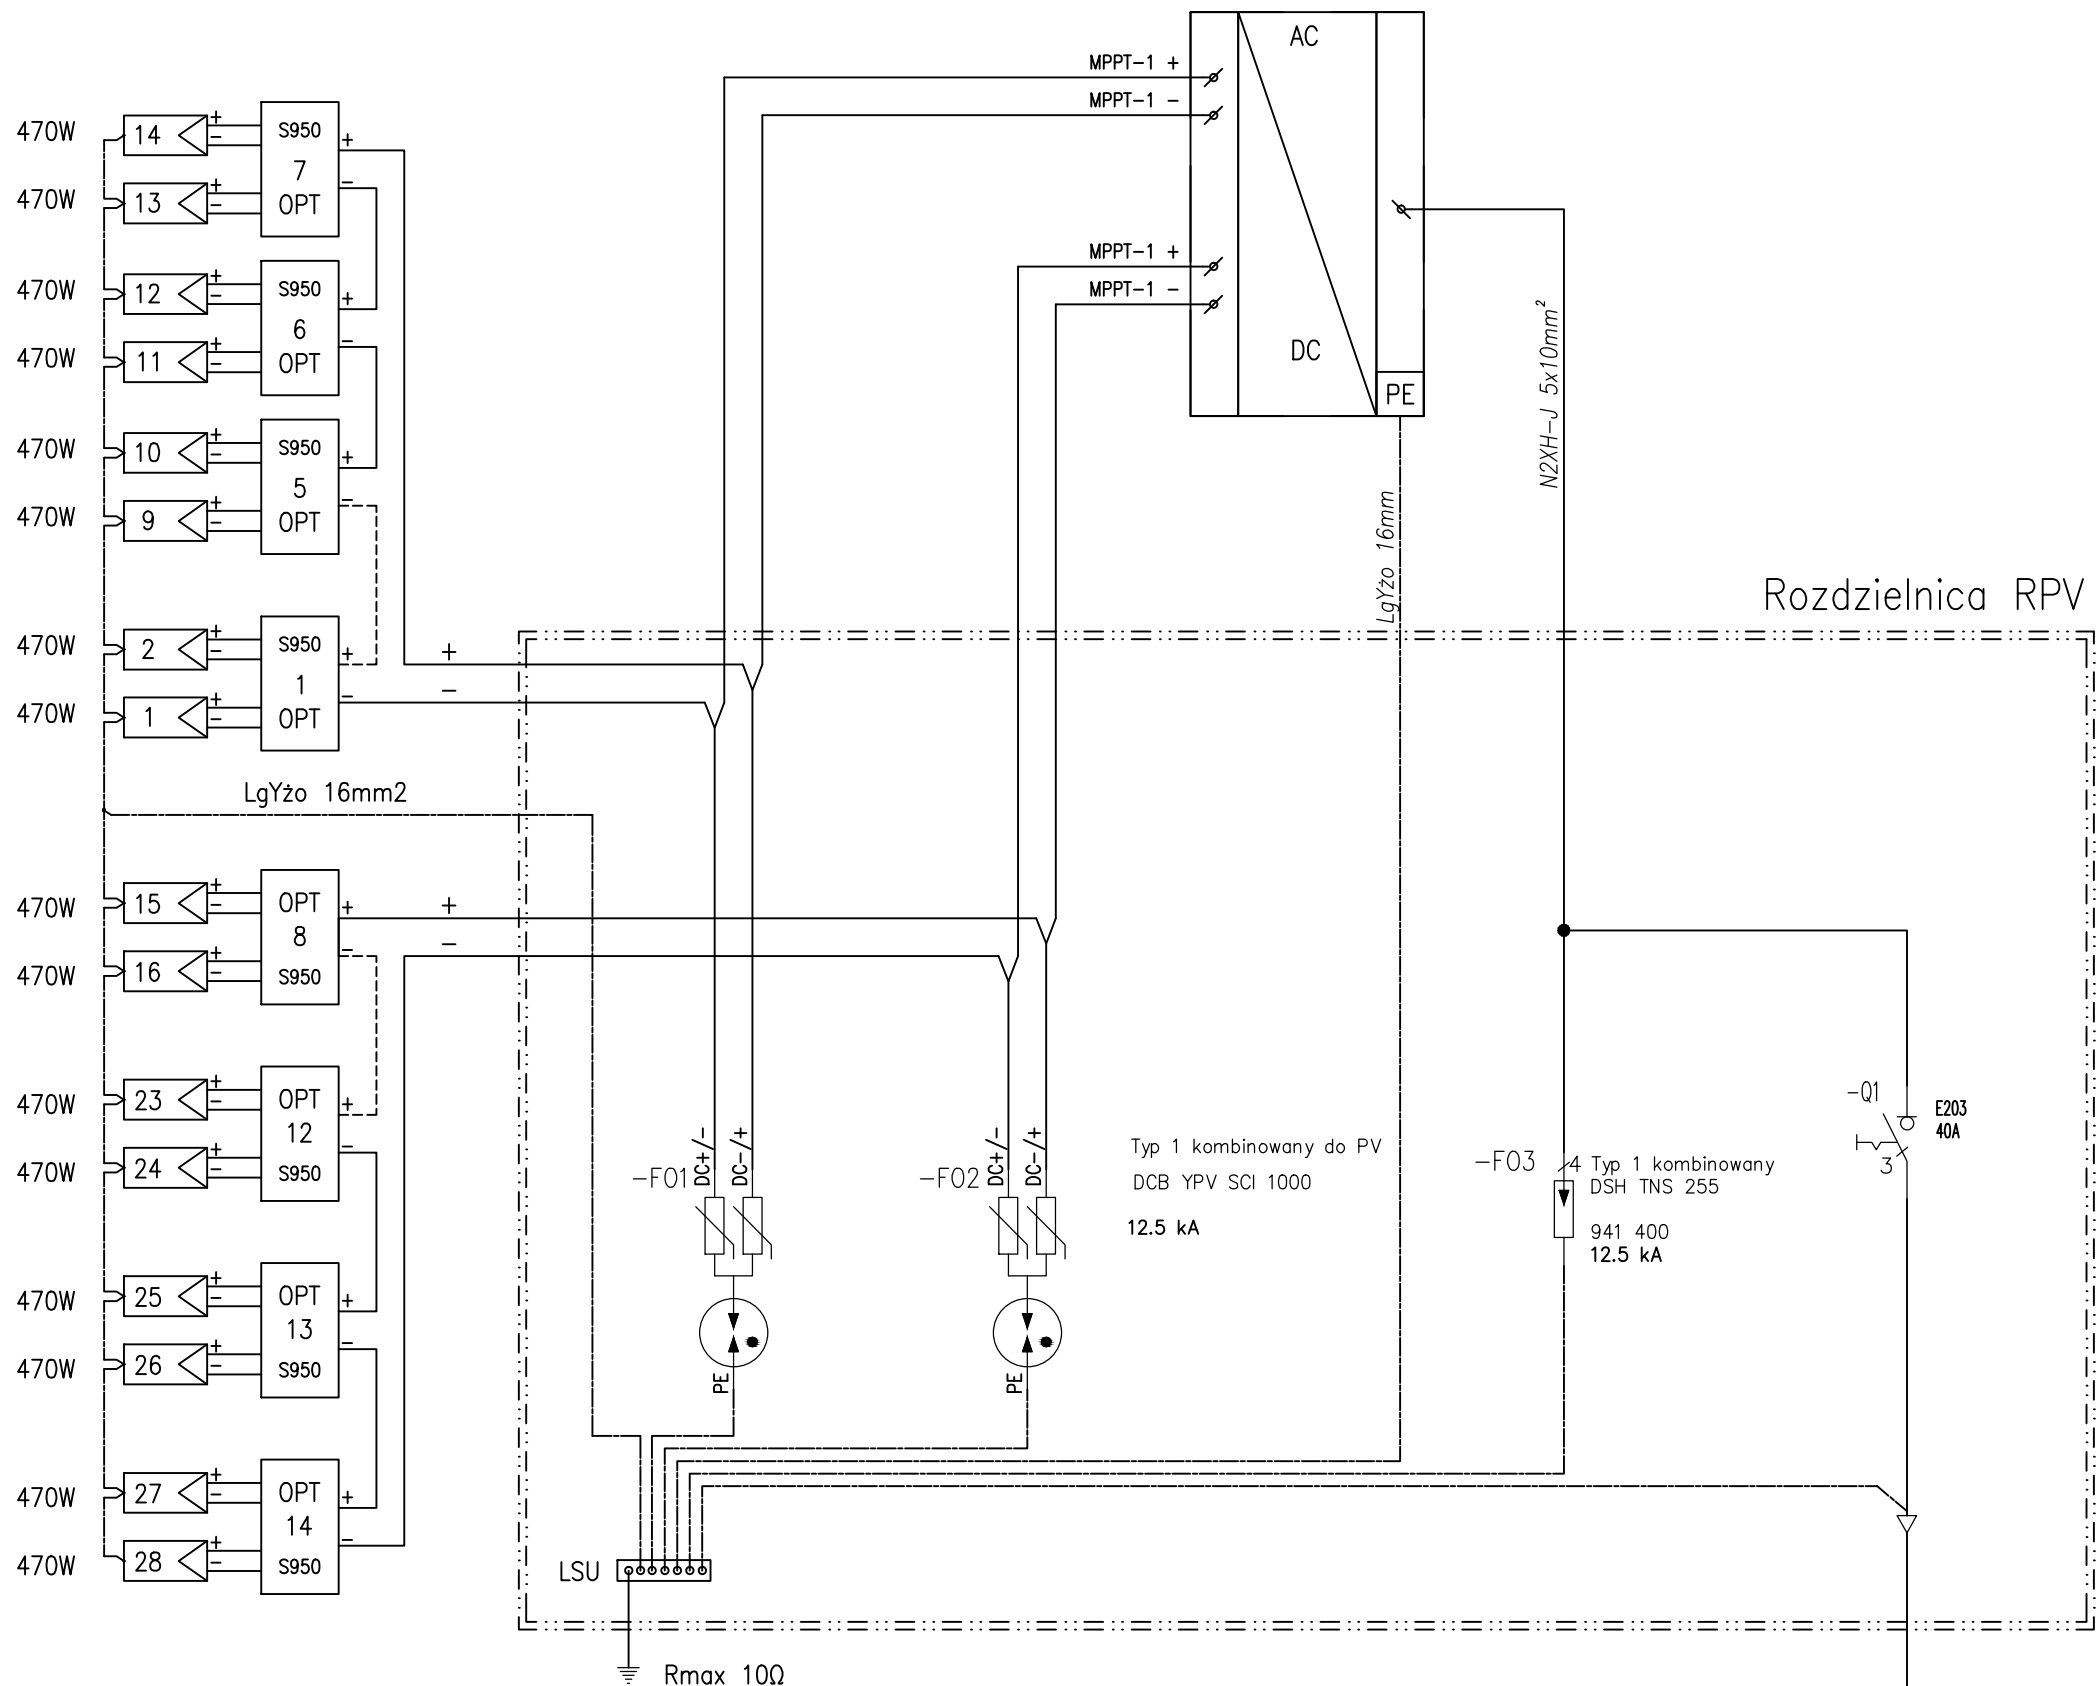 AC
MPPT-1 +
MPPT-1 -
MPPT-1 +
MPPT-1 -
DC
PE
470W 14 + - S950
7 +
470W 13 + - OPT -
470W 12 + - S950 +
6
470W 11 + - OPT -
470W 10 + - S950 +
5
470W 9 + - OPT -
470W 2 + - S950 +
1
470W 1 + - OPT -
+
-
LgYżo 16mm
N2XH-J 5x10mm²
Rozdzielnica RPV
LgYżo 16mm2
470W 15 + - OPT +
8
470W 16 + - S950 -
+
-
470W 23 + - OPT +
12
470W 24 + - S950 -
470W 25 + - OPT +
13
470W 26 + - S950 -
470W 27 + - OPT +
14
470W 28 + - S950 -
-F01
DC+/-
DC-/+
PE
-F02
DC+/-
DC-/+
PE
Typ 1 kombinowany do PV
DCB YPV SCI 1000
12.5 kA
-F03
4
Typ 1 kombinowany
DSH TNS 255
941 400
12.5 kA
-Q1
E203
40A
3
LSU
Rmax 10Ω